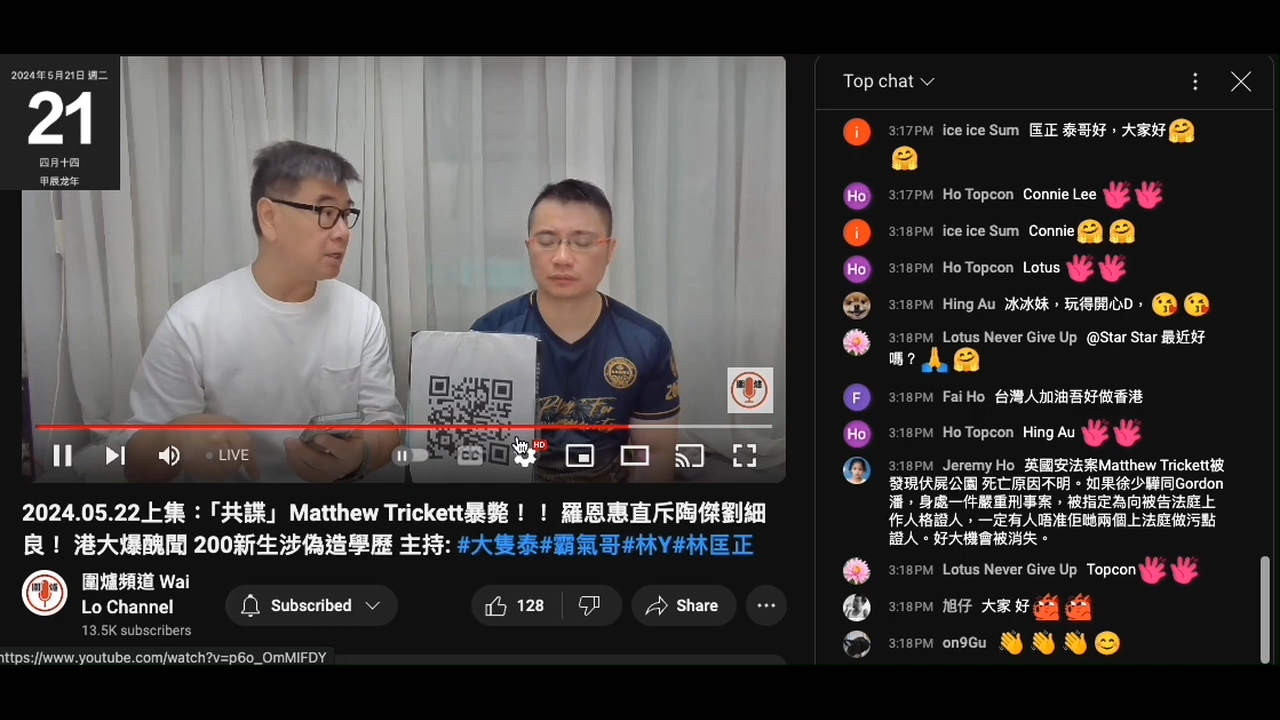 2024年5月21日 週二
21
四月十四
甲辰龙年
LIVE
HD
2024.05.22上集：「共諜」Matthew Trickett暴斃！！ 羅恩惠直斥陶傑劉細
良！ 港大爆醜聞 200新生涉偽造學歷 主持: #大隻泰#霸氣哥#林Y#林匡正
圍爐頻道 Wai
Lo Channel
13.5K subscribers
Subscribed
128
Share
https://www.youtube.com/watch?v=p6o_OmMIFDY
Top chat
3:17PM ice ice Sum 匡正 泰哥好，大家好🤗
🤗
3:17PM Ho Topcon Connie Lee 👋👋
3:18PM ice ice Sum Connie🤗🤗
3:18PM Ho Topcon Lotus 👋👋
3:18PM Hing Au 冰冰妹，玩得開心D，😘😘
3:18PM Lotus Never Give Up @Star Star 最近好
嗎？🙏🤗
3:18PM Fai Ho 台灣人加油吾好做香港
3:18PM Ho Topcon Hing Au 👋👋
3:18PM Jeremy Ho 英國安法案Matthew Trickett被
發現伏屍公園 死亡原因不明。如果徐少驊同Gordon
潘，身處一件嚴重刑事案，被指定為向被告法庭上
作人格證人，一定有人唔准佢哋兩個上法庭做污點
證人。好大機會被消失。
3:18PM Lotus Never Give Up Topcon👋👋
3:18PM 旭仔 大家 好
3:18PM on9Gu 👋👋👋😊